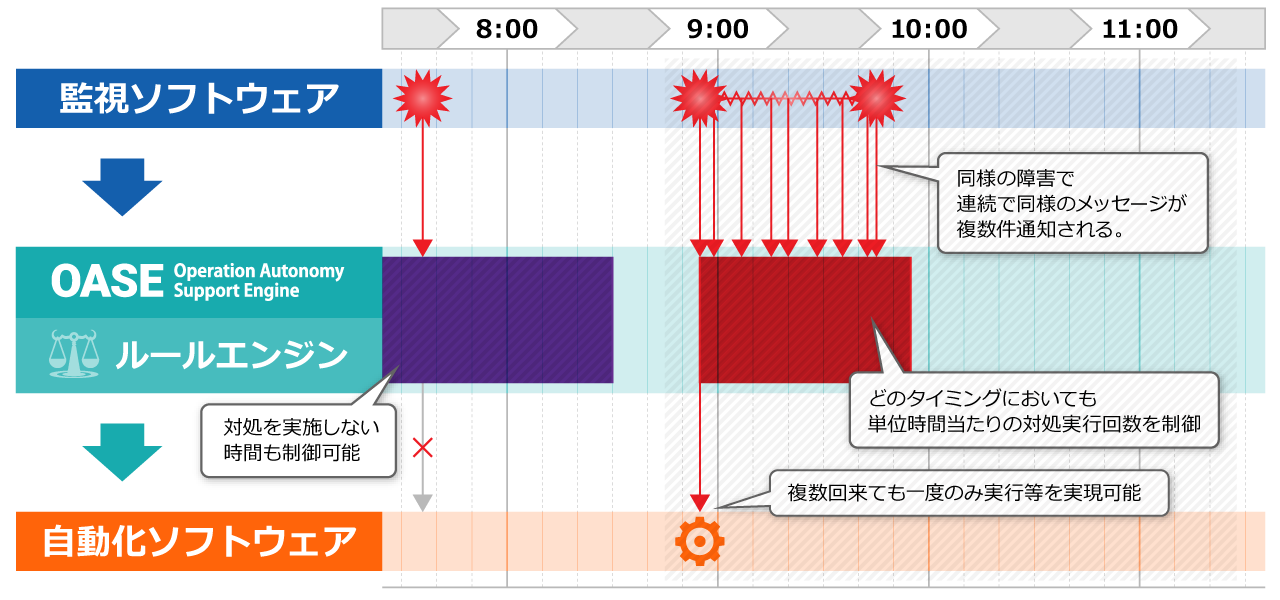 8:00
9:00
10:00
11:00
監視ソフトウェア
同様の障害で
連続で同様のメッセージが
複数件通知される。
OASE Operation Autonomy
Support Engine
ルールエンジン
どのタイミングにおいても
単位時間当たりの対処実行回数を制御
対処を実施しない
時間も制御可能
複数回来ても一度のみ実行等を実現可能
自動化ソフトウェア